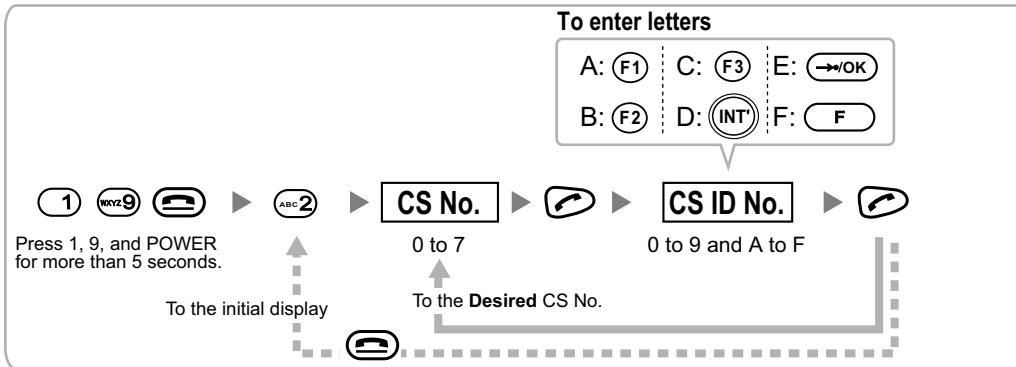 To enter letters
A: F1 C: F3 E: /OK
B: F2 D: INT' F: F
1 WXYZ9 ABC2 CS No. CS ID No.
Press 1, 9, and POWER
for more than 5 seconds.
0 to 7
0 to 9 and A to F
To the initial display
To the Desired CS No.